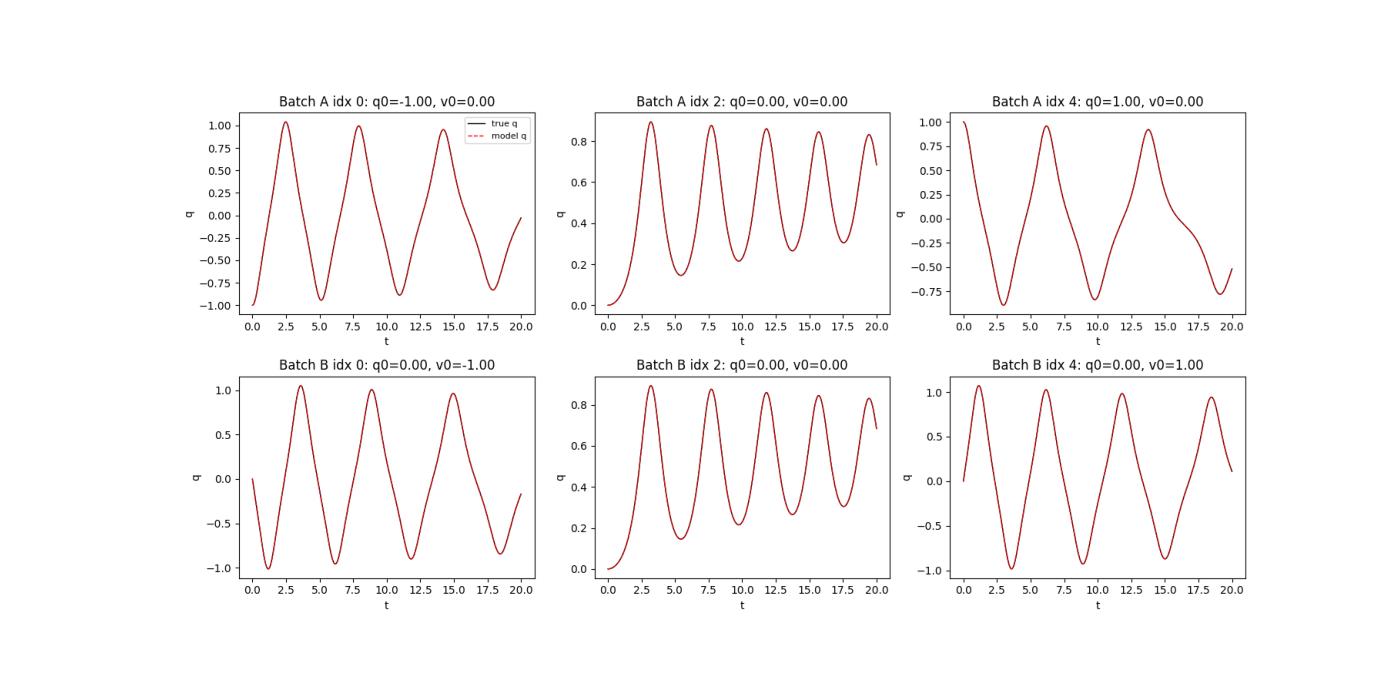 Batch A idx 0: q0=-1.00, v0=0.00
true q
model q
1.00
0.75
0.50
0.25
0.00
−0.25
−0.50
−0.75
−1.00
q
0.0 2.5 5.0 7.5 10.0 12.5 15.0 17.5 20.0
t
Batch A idx 2: q0=0.00, v0=0.00
0.8
0.6
0.4
0.2
0.0
q
0.0 2.5 5.0 7.5 10.0 12.5 15.0 17.5 20.0
t
Batch A idx 4: q0=1.00, v0=0.00
1.00
0.75
0.50
0.25
0.00
−0.25
−0.50
−0.75
q
0.0 2.5 5.0 7.5 10.0 12.5 15.0 17.5 20.0
t
Batch B idx 0: q0=0.00, v0=-1.00
1.0
0.5
0.0
−0.5
−1.0
q
0.0 2.5 5.0 7.5 10.0 12.5 15.0 17.5 20.0
t
Batch B idx 2: q0=0.00, v0=0.00
0.8
0.6
0.4
0.2
0.0
q
0.0 2.5 5.0 7.5 10.0 12.5 15.0 17.5 20.0
t
Batch B idx 4: q0=0.00, v0=1.00
1.0
0.5
0.0
−0.5
−1.0
q
0.0 2.5 5.0 7.5 10.0 12.5 15.0 17.5 20.0
t